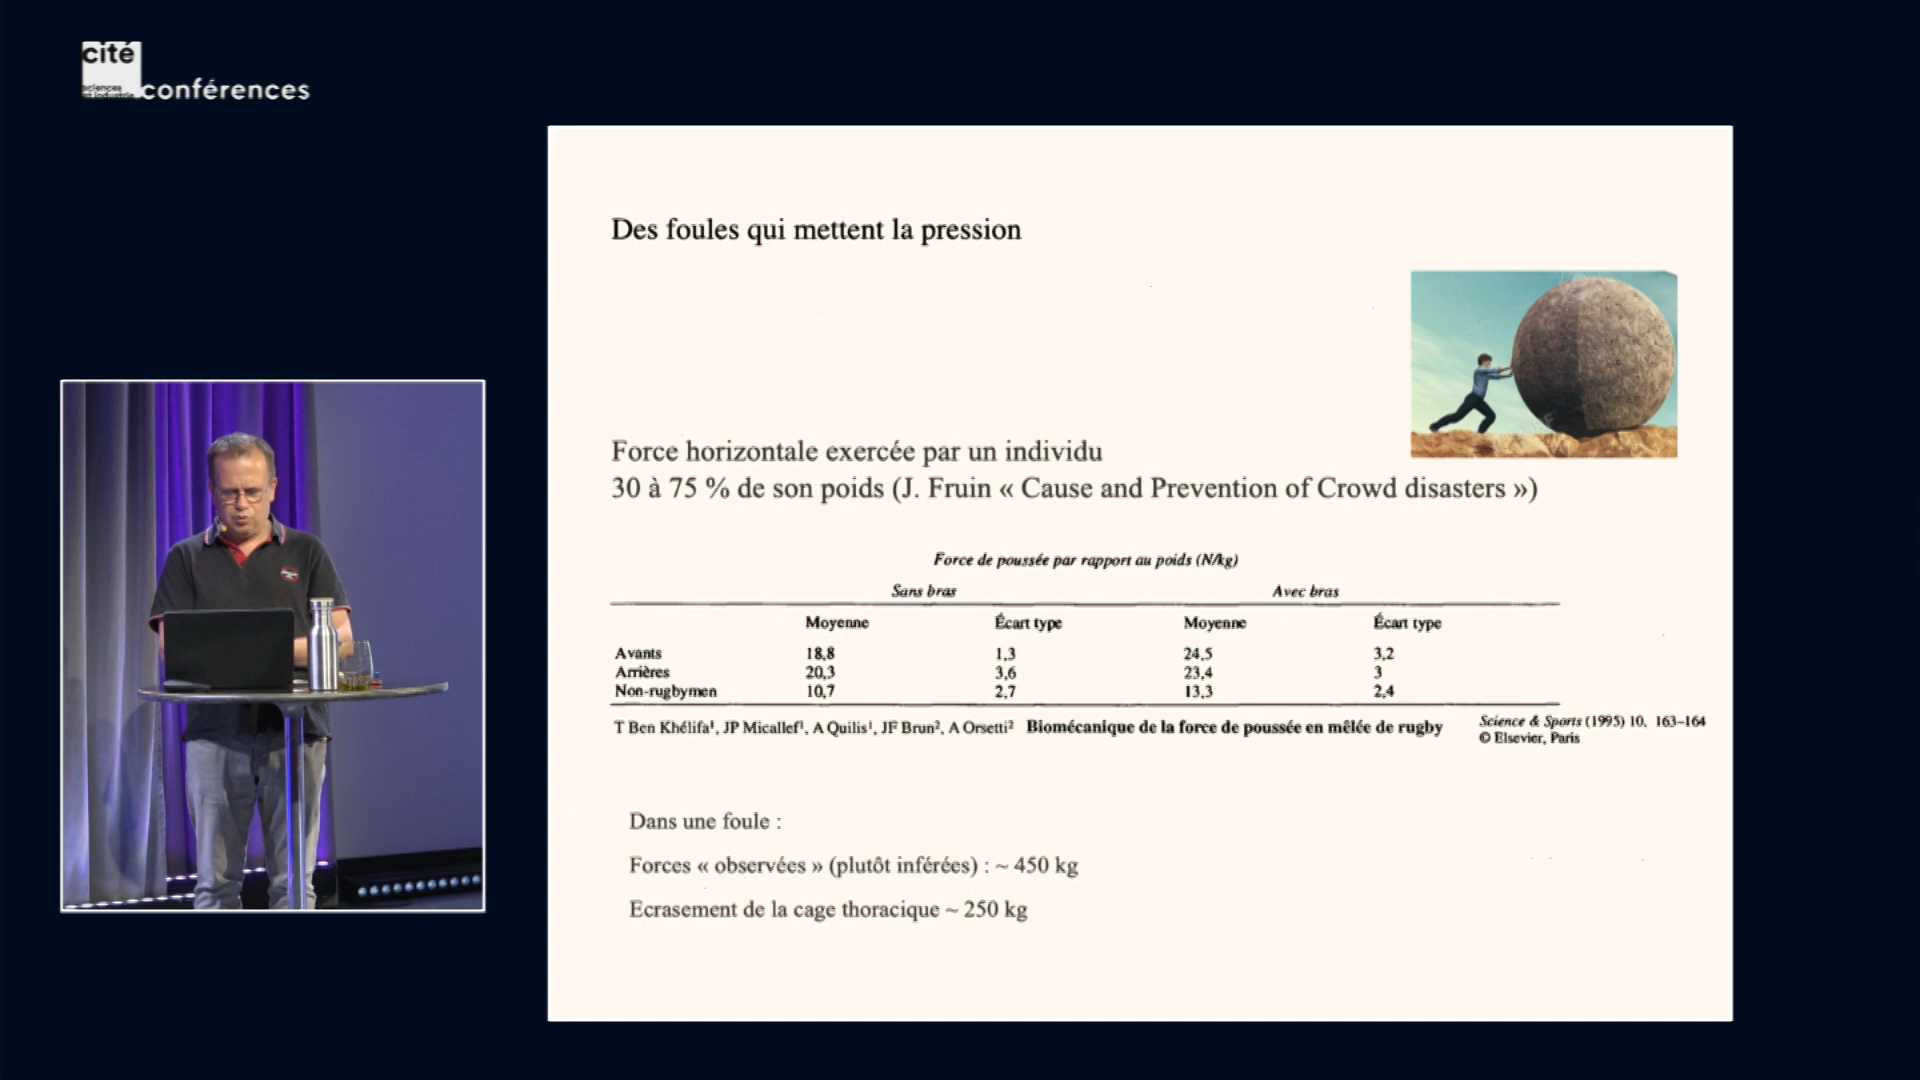 cité
sciences
et industrie
conférences
Des foules qui mettent la pression
Force horizontale exercée par un individu
30 à 75 % de son poids (J. Fruin « Cause and Prevention of Crowd disasters »)
Force de poussée par rapport au poids (N/kg)
Sans bras Avec bras
Moyenne Écart type Moyenne Écart type
Avants 18,8 1,3 24,5 3,2
Arrières 20,3 3,6 23,4 3
Non-rugbymen 10,7 2,7 13,3 2,4
T Ben Khélifa¹, JP Micallef¹, A Quilis¹, JF Brun², A Orsetti² Biomécanique de la force de poussée en mêlée de rugby
Science & Sports (1995) 10, 163–164
© Elsevier, Paris
Dans une foule :
Forces « observées » (plutôt inférées) : ~ 450 kg
Ecrasement de la cage thoracique ~ 250 kg